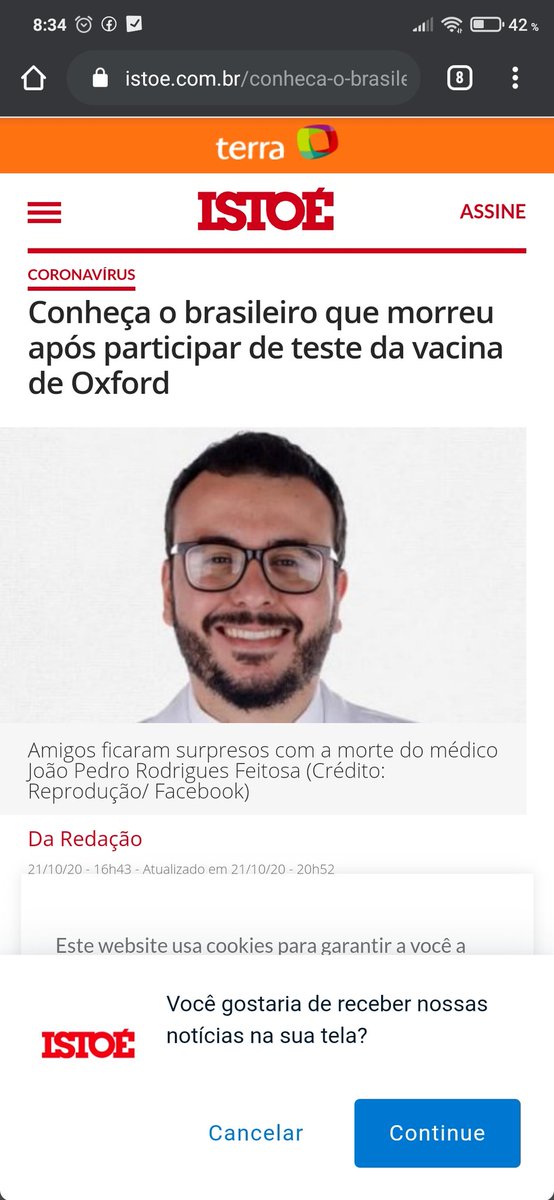 8:34
42 %
istoe.com.br/conheca-o-brasile
8
terra
ISTOÉ
ASSINE
CORONAVÍRUS
Conheça o brasileiro que morreu
após participar de teste da vacina
de Oxford
Amigos ficaram surpresos com a morte do médico
João Pedro Rodrigues Feitosa (Crédito:
Reprodução/ Facebook)
Da Redação
21/10/20 - 16h43 - Atualizado em 21/10/20 - 20h52
Este website usa cookies para garantir a você a
Você gostaria de receber nossas
notícias na sua tela?
ISTOÉ
Cancelar
Continue